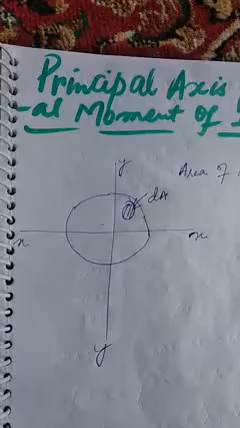 Principal Axis
-al Moment of
y
Area of
dA
x
x
y